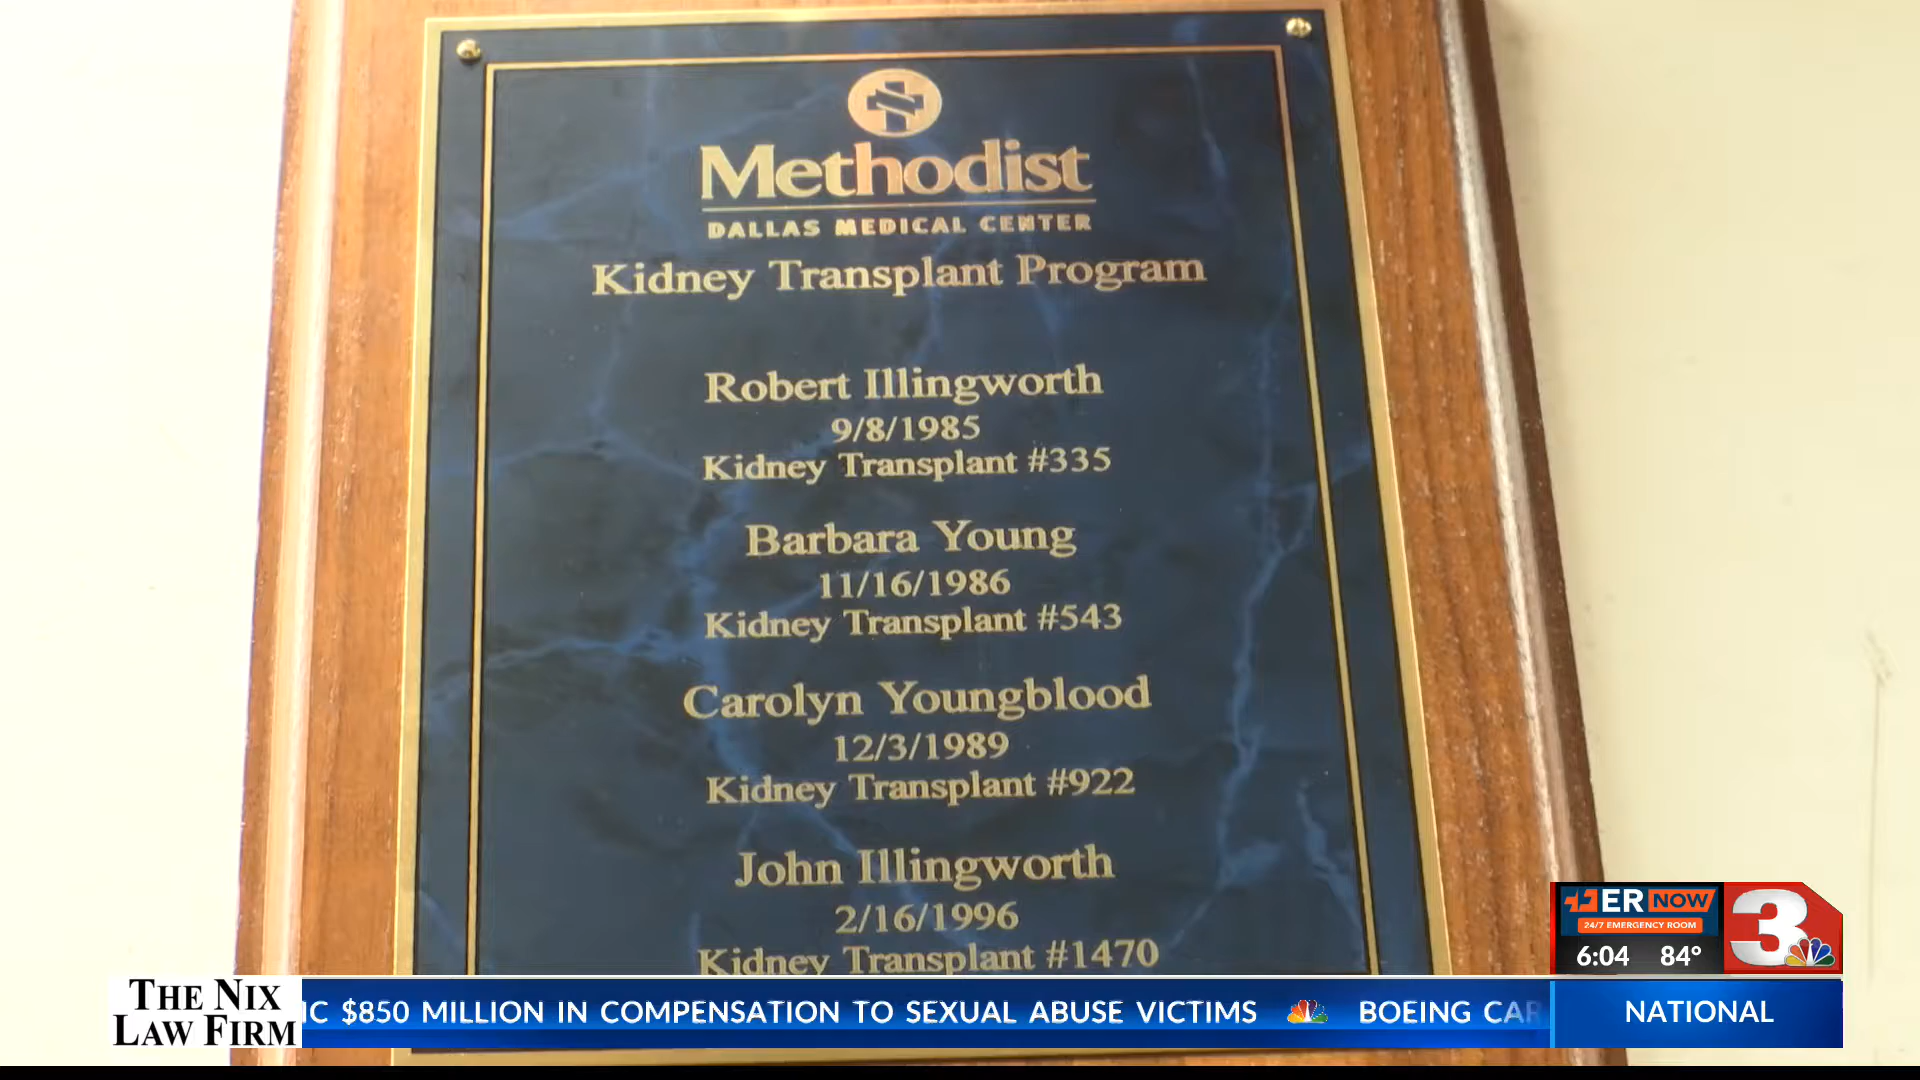 Methodist
DALLAS MEDICAL CENTER
Kidney Transplant Program
Robert Illingworth
9/8/1985
Kidney Transplant #335
Barbara Young
11/16/1986
Kidney Transplant #543
Carolyn Youngblood
12/3/1989
Kidney Transplant #922
John Illingworth
2/16/1996
Kidney Transplant #1470
ER NOW
24/7 EMERGENCY ROOM
6:04 84°
3
THE NIX
LAW FIRM
IC $850 MILLION IN COMPENSATION TO SEXUAL ABUSE VICTIMS BOEING CAR
NATIONAL